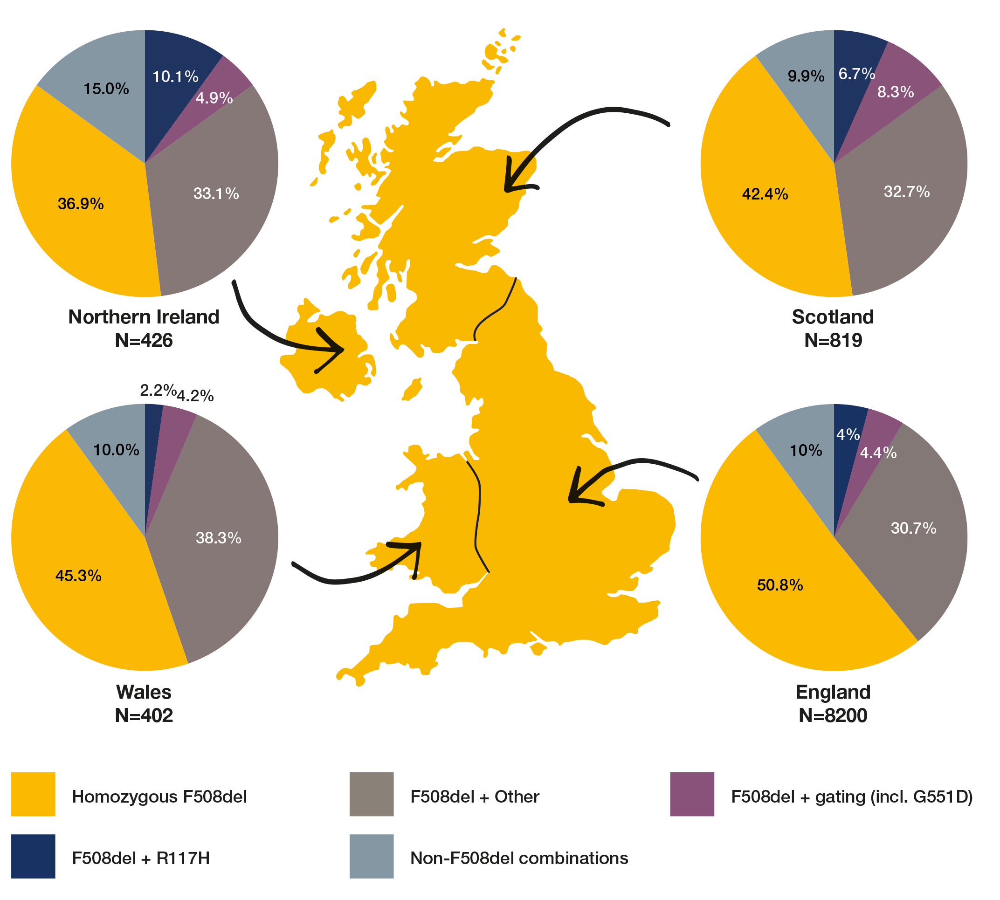 15.0%
10.1%
4.9%
33.1%
36.9%
Northern Ireland
N=426
9.9%
6.7%
8.3%
32.7%
42.4%
Scotland
N=819
2.2%
4.2%
10.0%
38.3%
45.3%
Wales
N=402
10%
4%
4.4%
30.7%
50.8%
England
N=8200
Homozygous F508del
F508del + Other
F508del + gating (incl. G551D)
F508del + R117H
Non-F508del combinations